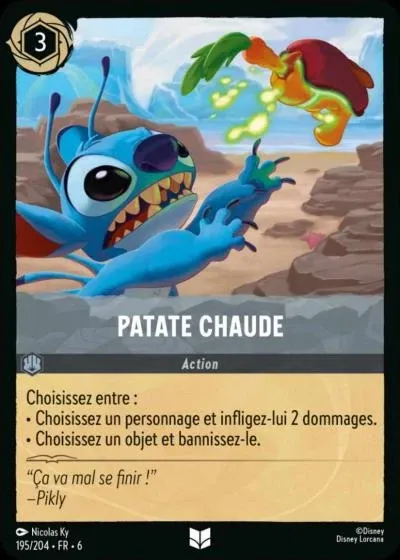 3
PATATE CHAUDE
Action
Choisissez entre :
• Choisissez un personnage et infligez-lui 2 dommages.
• Choisissez un objet et bannissez-le.
“Ça va mal se finir !”
–Pikly
Nicolas Ky
195/204 • FR • 6
©Disney
Disney Lorcana